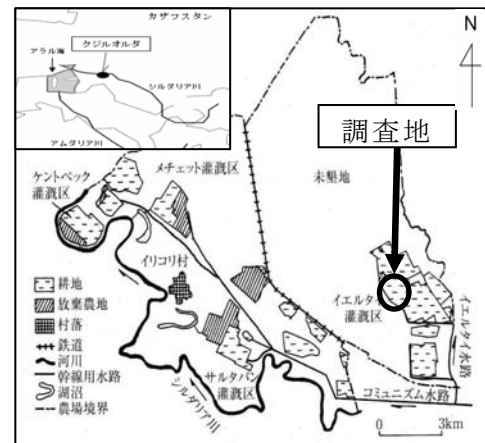 カザフスタン
アラル海
クジルオルダ
シルダリア川
アムダリア川
N
調査地
ケントベック
灌漑区
メチェット灌漑区
未墾地
イリコリ村
イエルタイ
灌漑区
イエルタイ水路
サルタバン
灌漑区
コミュニズム水路
シルダリア川
耕地
放棄農地
村落
鉄道
河川
幹線用水路
湖沼
農場境界
0 3km